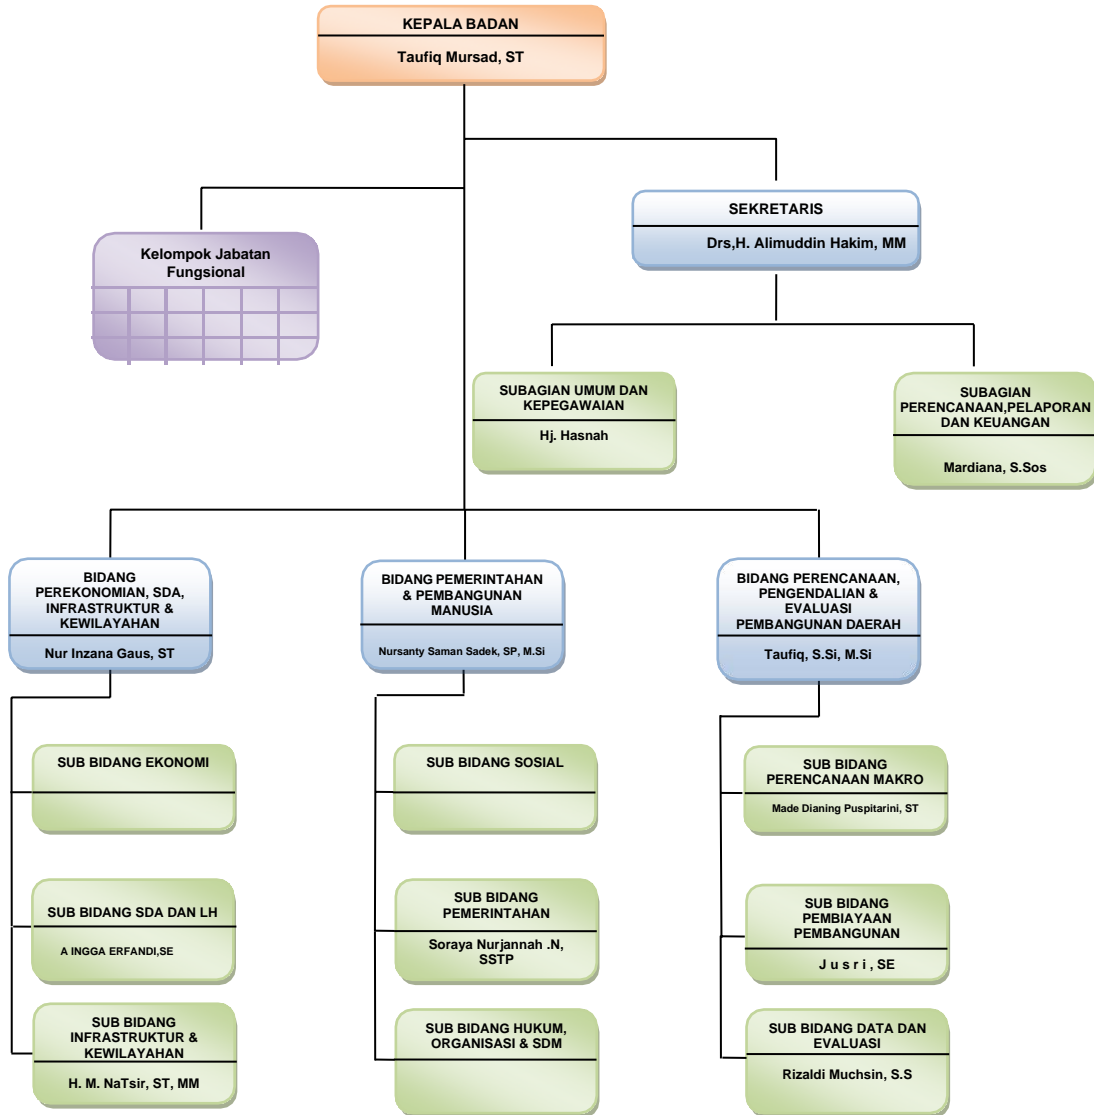 KEPALA BADAN
Taufiq Mursad, ST
SEKRETARIS
Drs,H. Alimuddin Hakim, MM
Kelompok Jabatan
Fungsional
SUBAGIAN UMUM DAN
KEPEGAWAIAN
Hj. Hasnah
SUBAGIAN
PERENCANAAN,PELAPORAN
DAN KEUANGAN
Mardiana, S.Sos
BIDANG
PEREKONOMIAN, SDA,
INFRASTRUKTUR &
KEWILAYAHAN
Nur Inzana Gaus, ST
BIDANG PEMERINTAHAN
& PEMBANGUNAN
MANUSIA
Nursanty Saman Sadek, SP, M.Si
BIDANG PERENCANAAN,
PENGENDALIAN &
EVALUASI
PEMBANGUNAN DAERAH
Taufiq, S.Si, M.Si
SUB BIDANG EKONOMI
SUB BIDANG SOSIAL
SUB BIDANG
PERENCANAAN MAKRO
Made Dianing Puspitarini, ST
SUB BIDANG SDA DAN LH
A INGGA ERFANDI,SE
SUB BIDANG
PEMERINTAHAN
Soraya Nurjannah .N,
SSTP
SUB BIDANG
PEMBIAYAAN
PEMBANGUNAN
J u s r i , SE
SUB BIDANG
INFRASTRUKTUR &
KEWILAYAHAN
H. M. NaTsir, ST, MM
SUB BIDANG HUKUM,
ORGANISASI & SDM
SUB BIDANG DATA DAN
EVALUASI
Rizaldi Muchsin, S.S